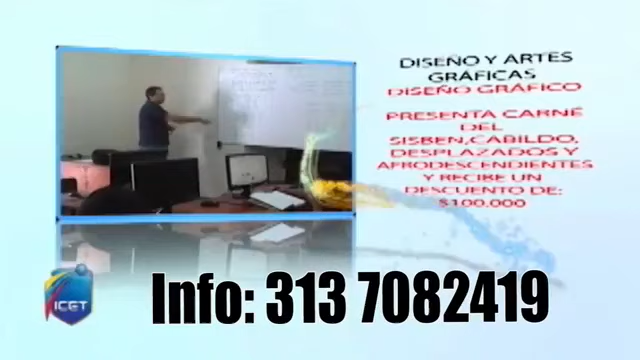 DISEÑO Y ARTES
GRÁFICAS
DISEÑO GRÁFICO
PRESENTA CARNÉ
DEL
SISBEN,CABILDO,
DESPLAZADOS Y
AFRODESCENDIENTES
Y RECIBE UN
DESCUENTO DE:
$100.000
ICET
Info: 313 7082419